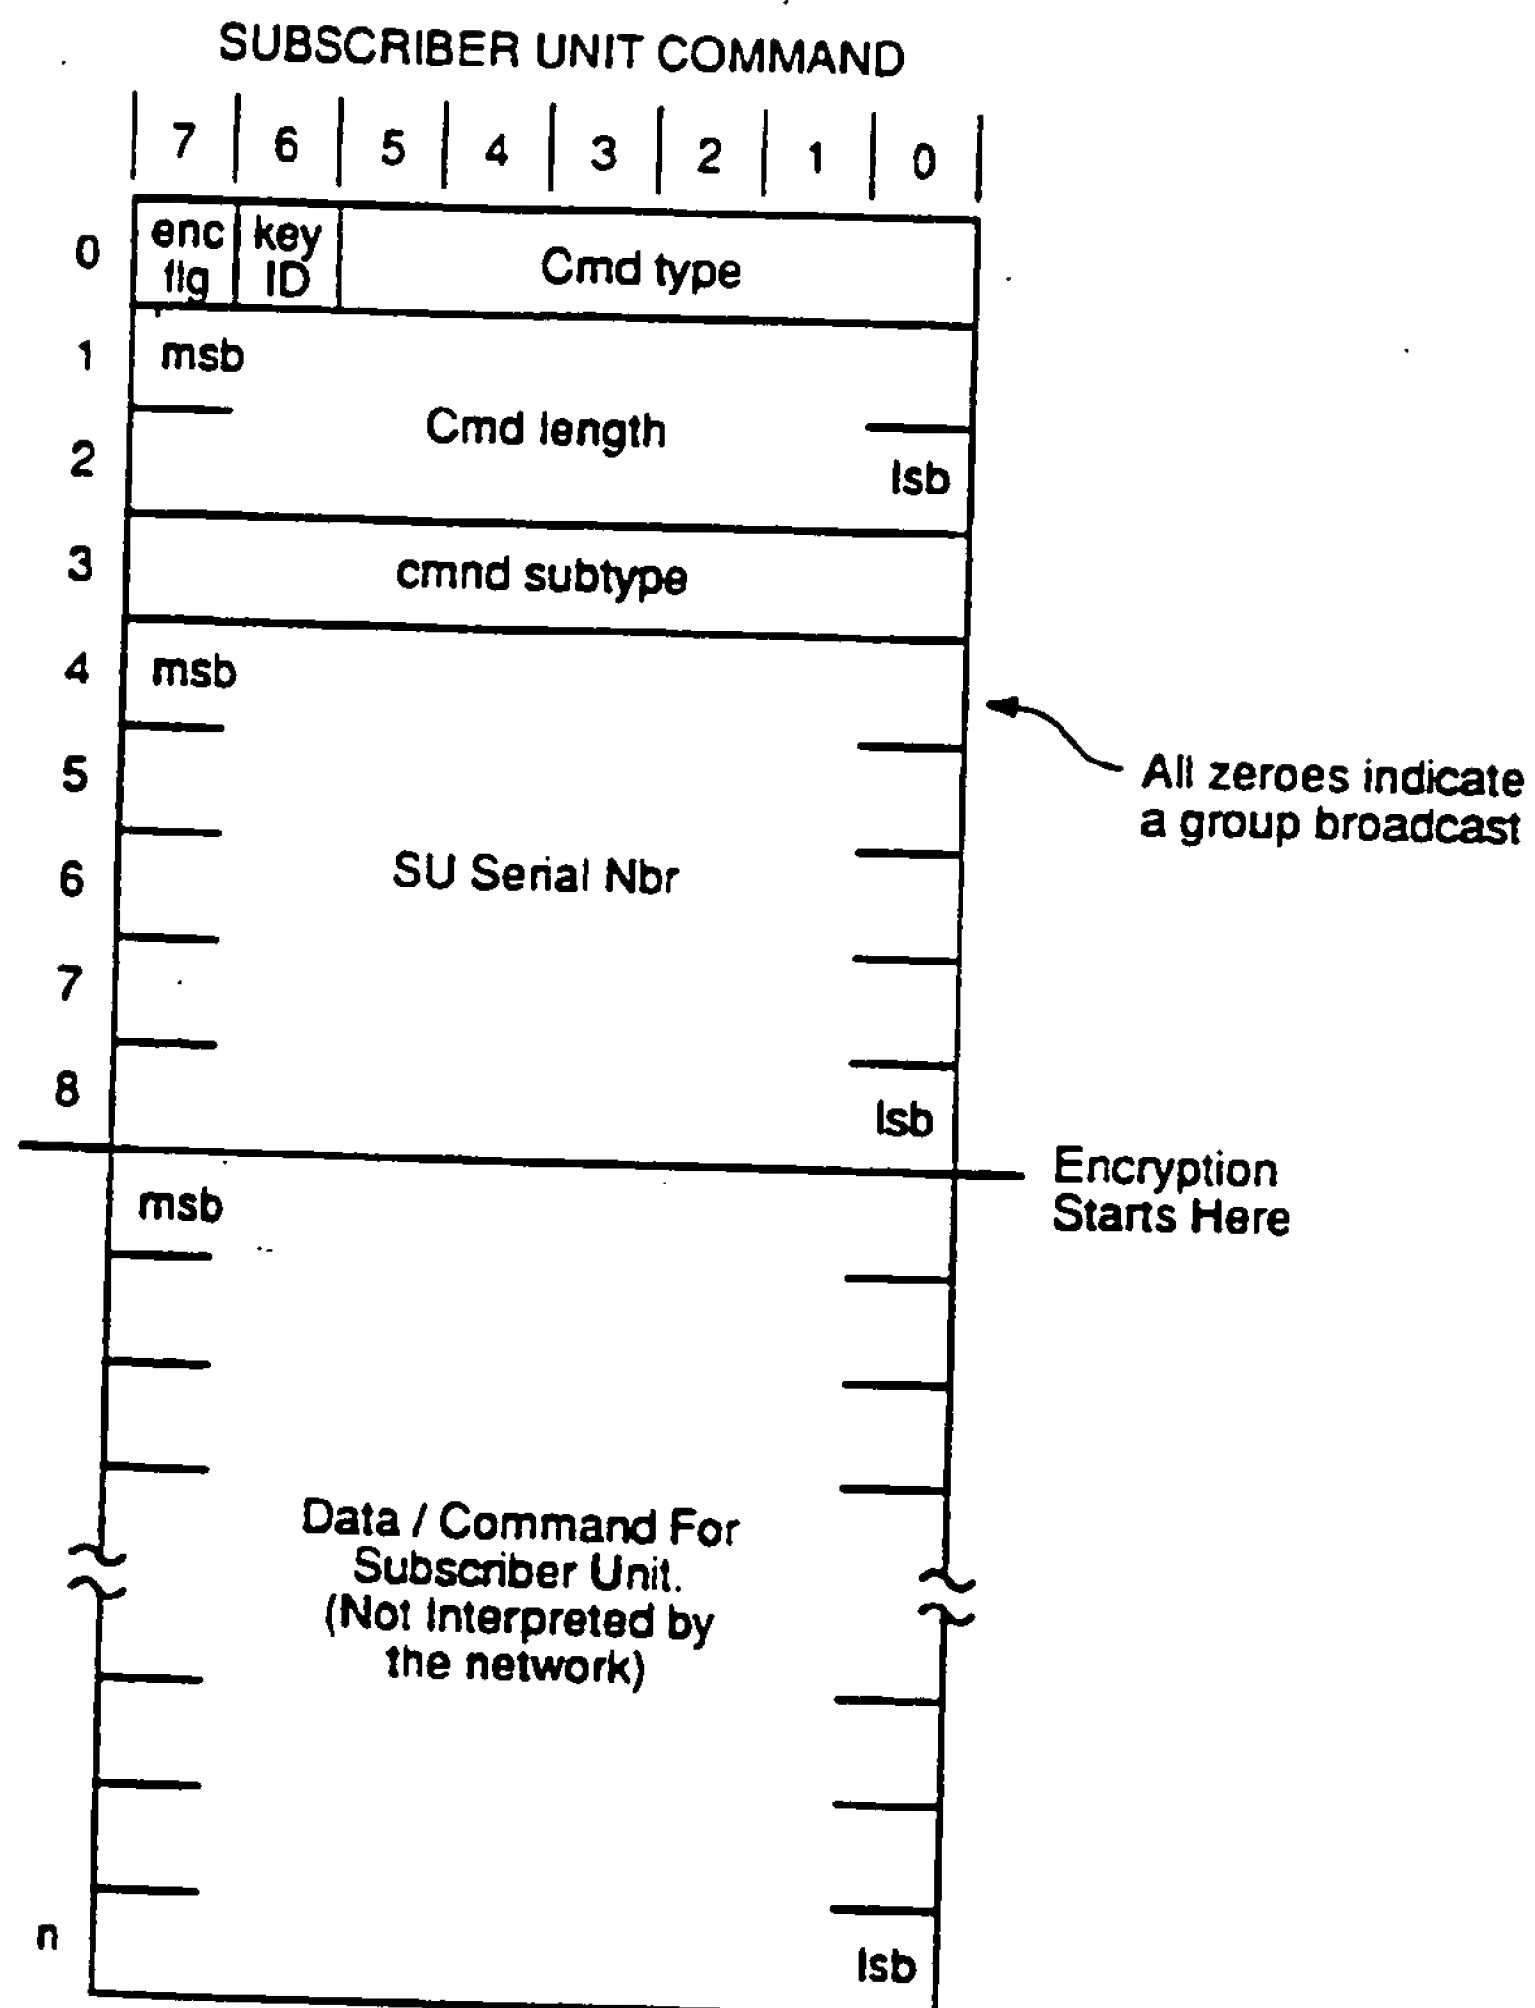 SUBSCRIBER UNIT COMMAND
7 6 5 4 3 2 1 0
0 enc flg key ID Cmd type
1 msb
Cmd length
2 lsb
3 cmnd subtype
4 msb
5
All zeroes indicate
a group broadcast
6 SU Serial Nbr
7
8 lsb
Encryption
Starts Here
msb
Data / Command For
Subscriber Unit.
(Not Interpreted by
the network)
n lsb